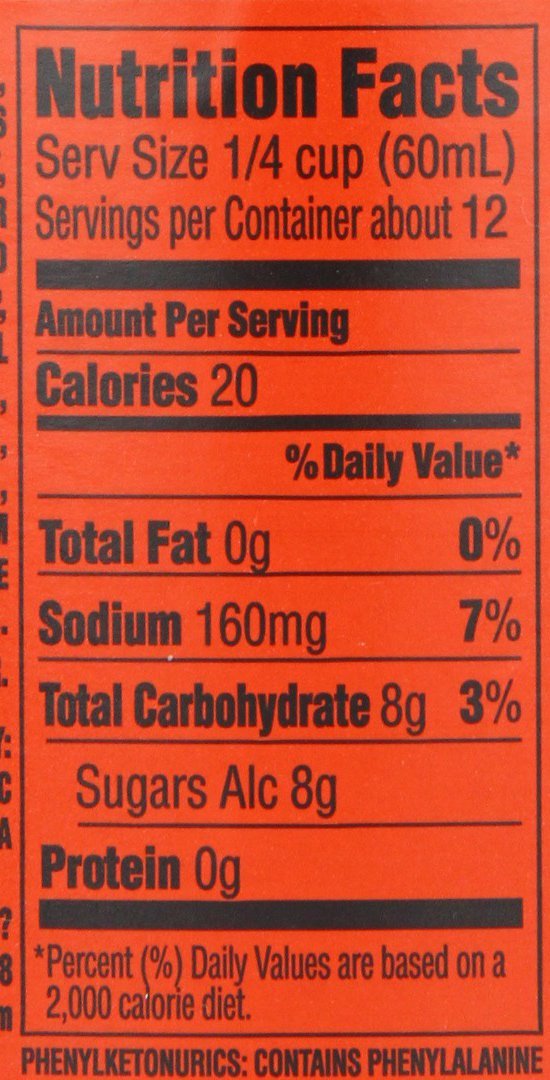 Nutrition Facts
Serv Size 1/4 cup (60mL)
Servings per Container about 12
Amount Per Serving
Calories 20
% Daily Value*
Total Fat 0g 0%
Sodium 160mg 7%
Total Carbohydrate 8g 3%
Sugars Alc 8g
Protein 0g
*Percent (%) Daily Values are based on a
2,000 calorie diet.
PHENYLKETONURICS: CONTAINS PHENYLALANINE